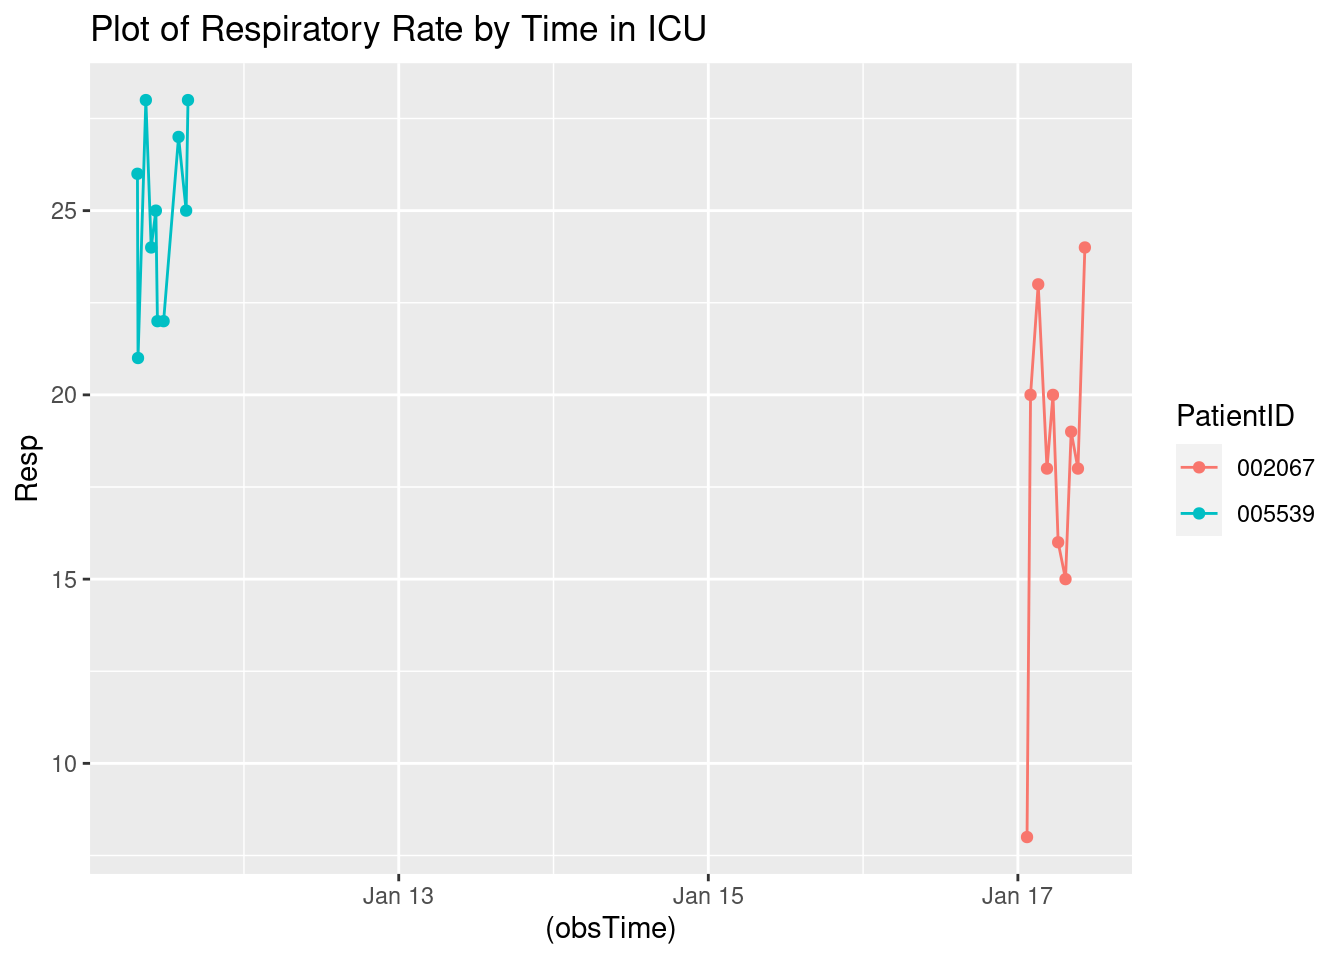 Plot of Respiratory Rate by Time in ICU
25
20
15
10
Resp
Jan 13
Jan 15
Jan 17
(obsTime)
PatientID
002067
005539